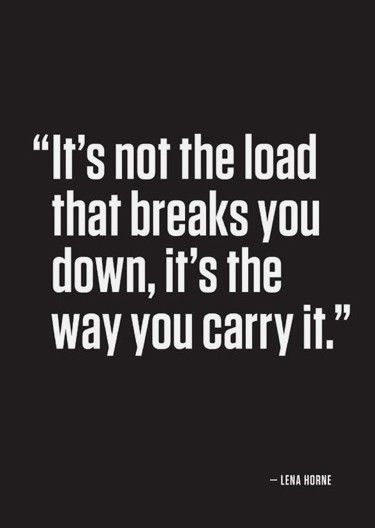 “It’s not the load
that breaks you
down, it’s the
way you carry it.”
– LENA HORNE